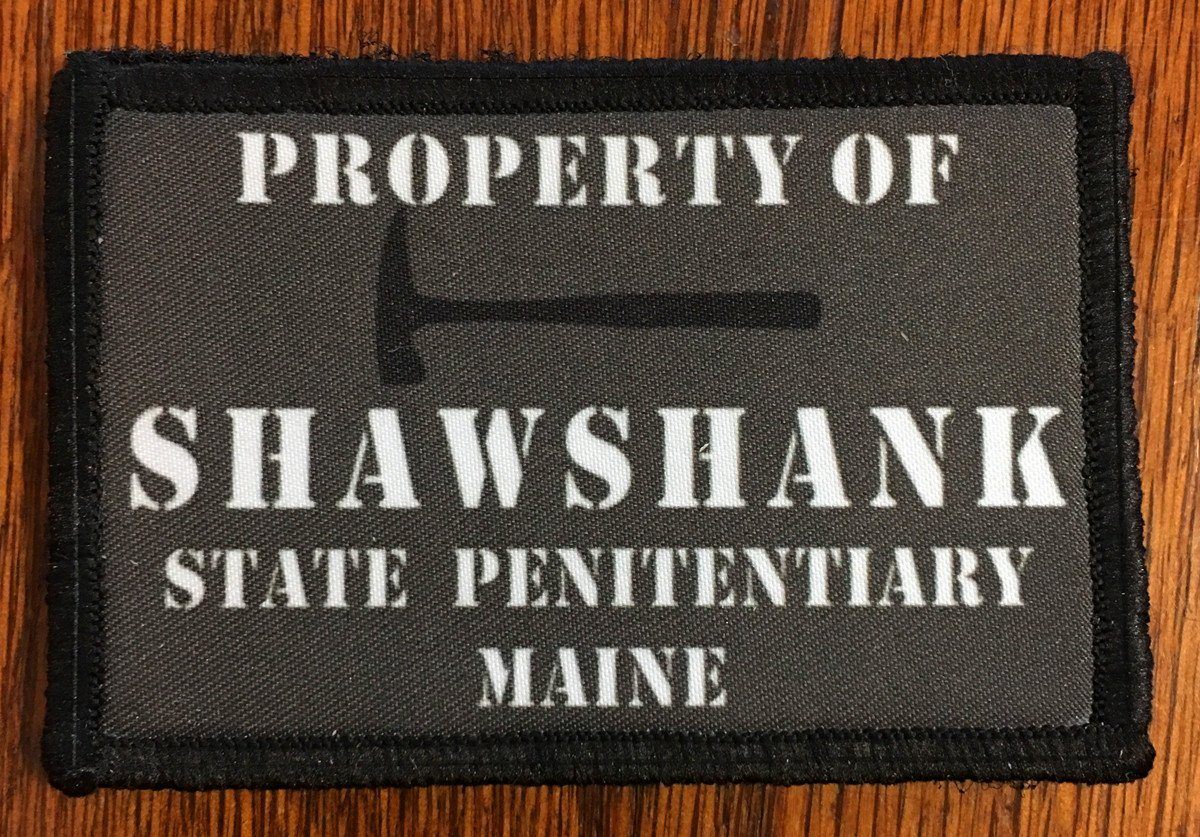 PROPERTY OF
SHAWSHANK
STATE PENITENTIARY
MAINE